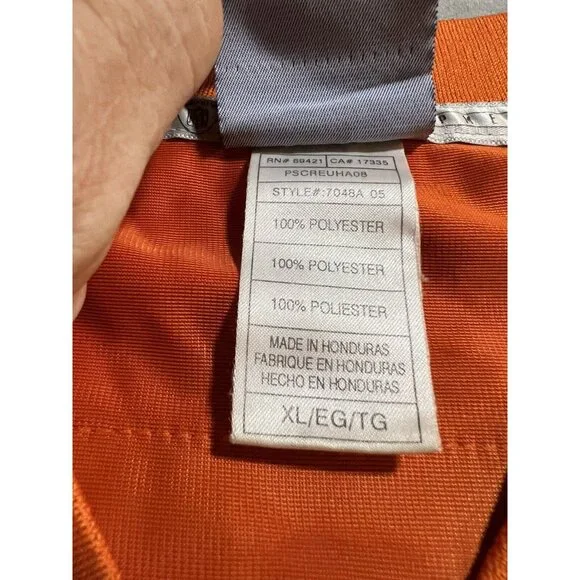 RN# 88421 CA# 17335
PSCREUHA08
STYLE#:7048A 05
100% POLYESTER
100% POLYESTER
100% POLIESTER
MADE IN HONDURAS
FABRIQUE EN HONDURAS
HECHO EN HONDURAS
XL/EG/TG